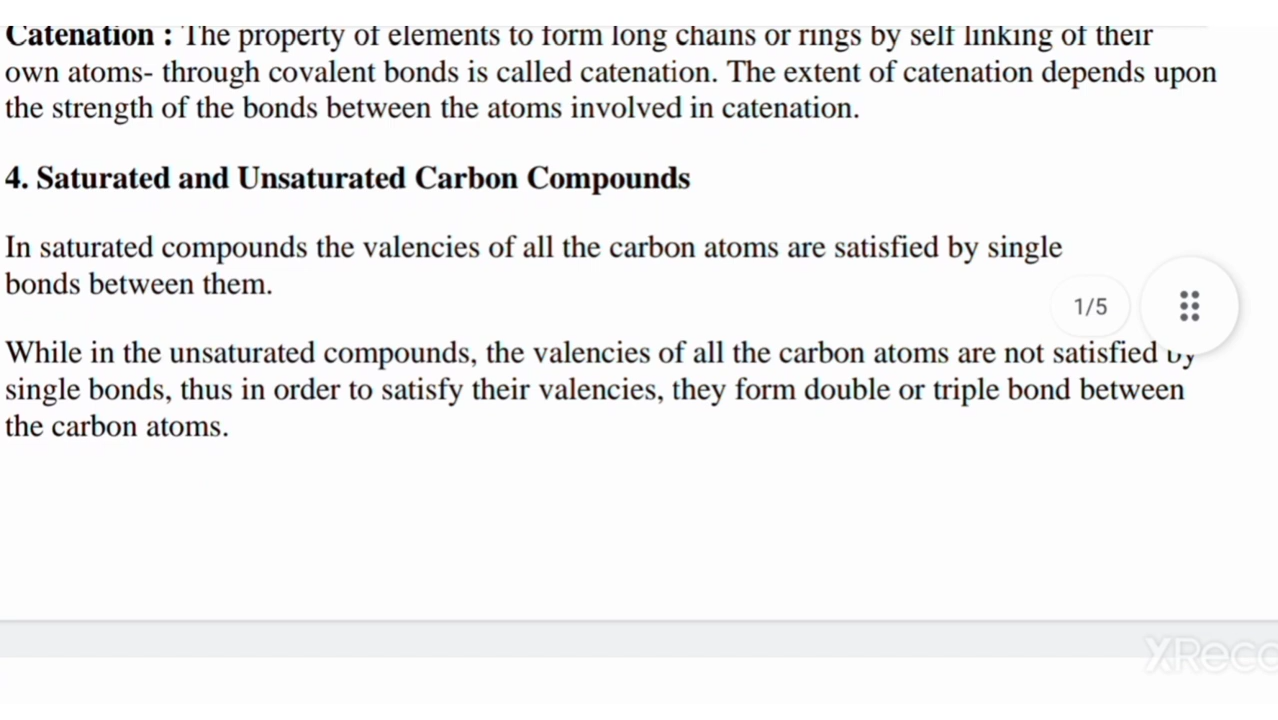 Catenation : The property of elements to form long chains or rings by self linking of their
own atoms- through covalent bonds is called catenation. The extent of catenation depends upon
the strength of the bonds between the atoms involved in catenation.
4. Saturated and Unsaturated Carbon Compounds
In saturated compounds the valencies of all the carbon atoms are satisfied by single
bonds between them.
1/5
While in the unsaturated compounds, the valencies of all the carbon atoms are not satisfied by
single bonds, thus in order to satisfy their valencies, they form double or triple bond between
the carbon atoms.
XRec